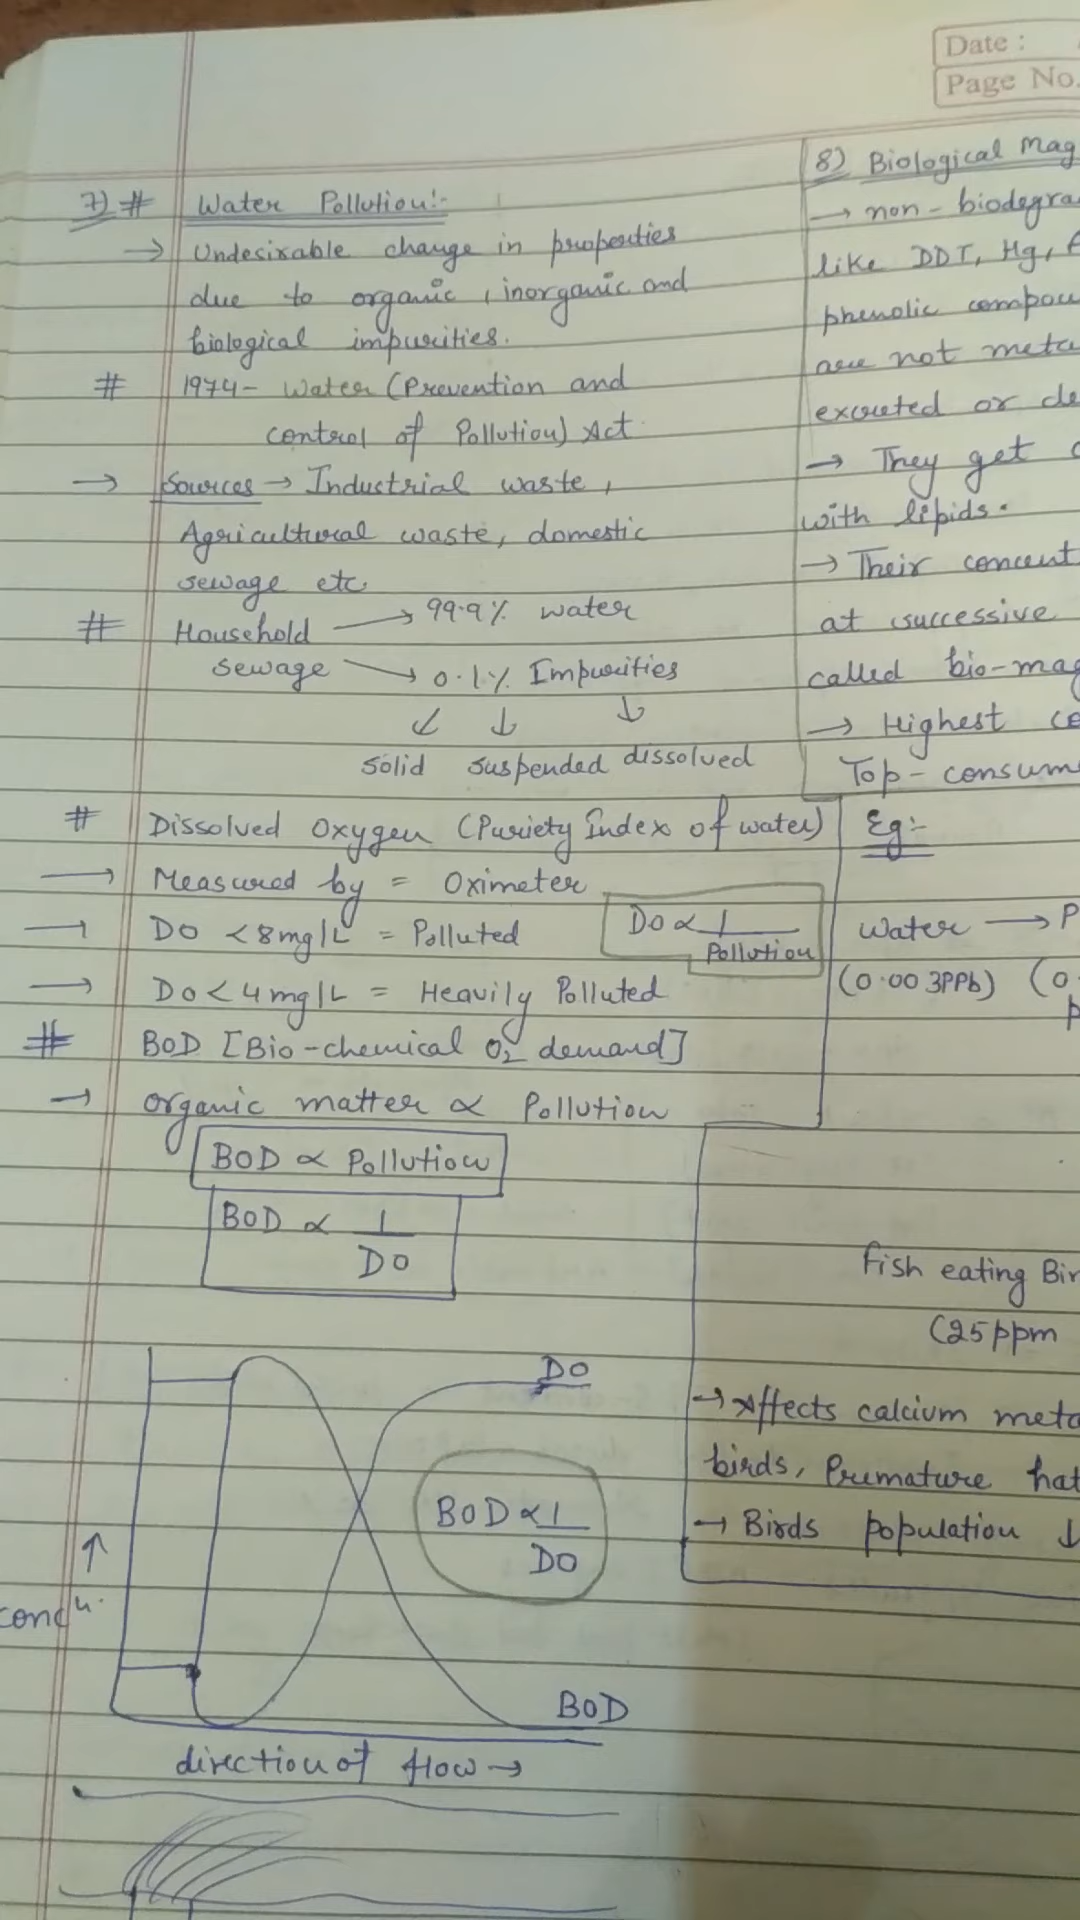 Date :
Page No.
7) # Water Pollution:-
→ Undesirable change in properties
due to organic, inorganic and
biological impurities.
# 1974- Water (Prevention and
control of Pollution) Act.
→ Sources → Industrial waste,
Agricultural waste, domestic
sewage etc.
# Household → 99.9% water
sewage → 0.1% Impurities
↓ ↓ ↓
solid suspended dissolved
# Dissolved Oxygen (Puriety Index of water)
→ Measured by = Oximeter
→ DO <8mg/L = Polluted
DO ∝ 1
Pollution
→ DO<4mg/L = Heavily Polluted
# BOD [Bio-chemical O2 demand]
→ organic matter ∝ Pollution
BOD ∝ Pollution
BOD ∝ 1
DO
DO
BOD ∝ 1
DO
↑
BOD
direction of flow →
8) Biological Mag
→ non-biodegra
like DDT, Hg,
phenolic compou
are not meta
excreted or de
→ They get
with lipids.
→ Their concent
at successive
called bio-mag
→ Highest co
Top-consum
Eg:-
Water → P
(0.003PPb) (0.
Fish eating Bir
(25ppm
→ Affects calcium meta
birds, Premature hat
→ Birds population ↓